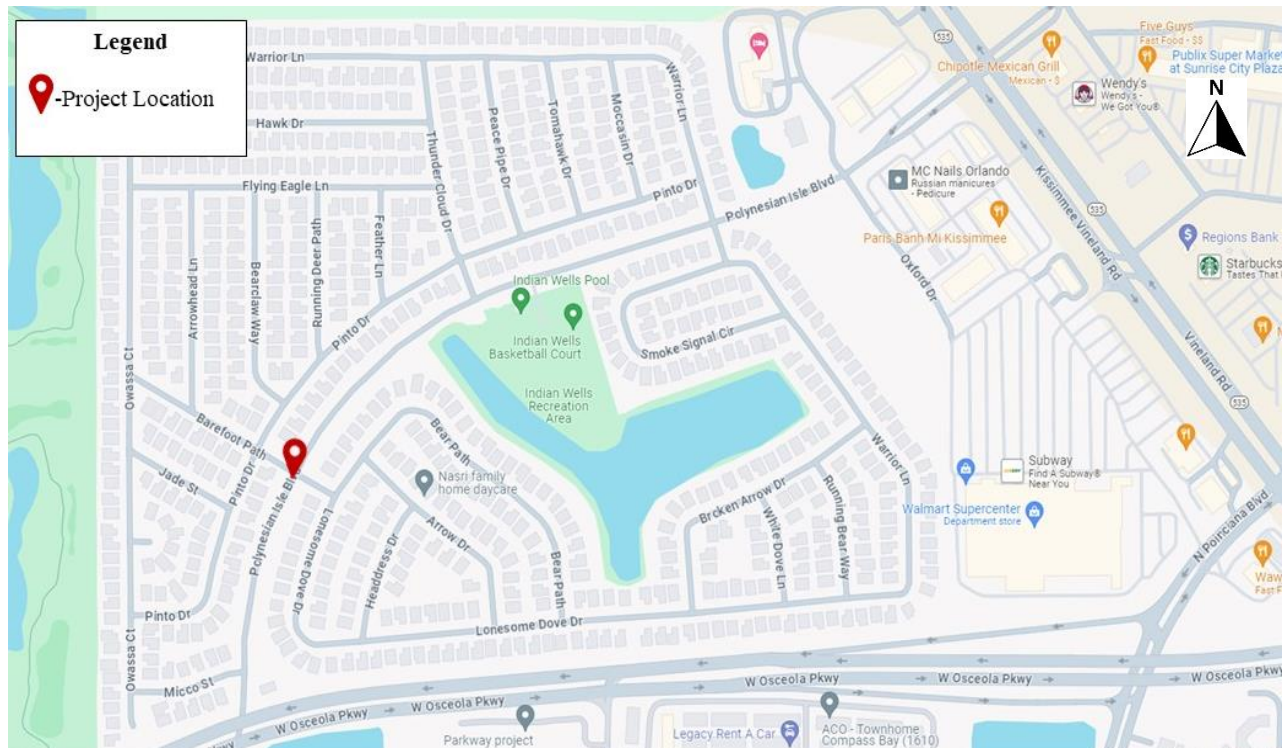 Legend
-Project Location
N
Warrior Ln
Hawk Dr
Flying Eagle Ln
Thunder Cloud Dr
Peace Pipe Dr
Tomahawk Dr
Moccasin Dr
Warrior Ln
Pinto Dr
Polynesian Isle Blvd
535
Five Guys
Fast Food · $$
Chipotle Mexican Grill
Mexican · $
Publix Super Market
at Sunrise City Plaza
Wendy's
Wendy's -
We Got You®
MC Nails Orlando
Russian manicures
- Pedicure
Kissimmee Vineland Rd
535
Paris Banh Mi Kissimmee
Regions Bank
Starbucks
Tastes That
Oxford Dr
Vineland Rd
535
Owassa Ct
Arrowhead Ln
Bearclaw Way
Running Deer Path
Feather Ln
Pinto Dr
Indian Wells Pool
Indian Wells
Basketball Court
Indian Wells
Recreation
Area
Smoke Signal Cir
Barefoot Path
Jade St
Pinto Dr
Polynesian Isle Bl
Lonesome Dove Dr
Bear Path
Nasri family
home daycare
Arrow Dr
Headdress Dr
Bear Path
Broken Arrow Dr
White Dove Ln
Running Bear Way
Warrior Ln
Subway
Find A Subway®
Near You
Walmart Supercenter
Department store
N Poinciana Blvd
Waw
Fast F
Pinto Dr
Owassa Ct
Micco St
Lonesome Dove Dr
W Osceola Pkwy
W Osceola Pkwy
W Osceola Pkwy
W Osceola Pkwy
W Osceola Pkwy
Parkway project
Legacy Rent A Car
ACO - Townhome
Compass Bay (1610)